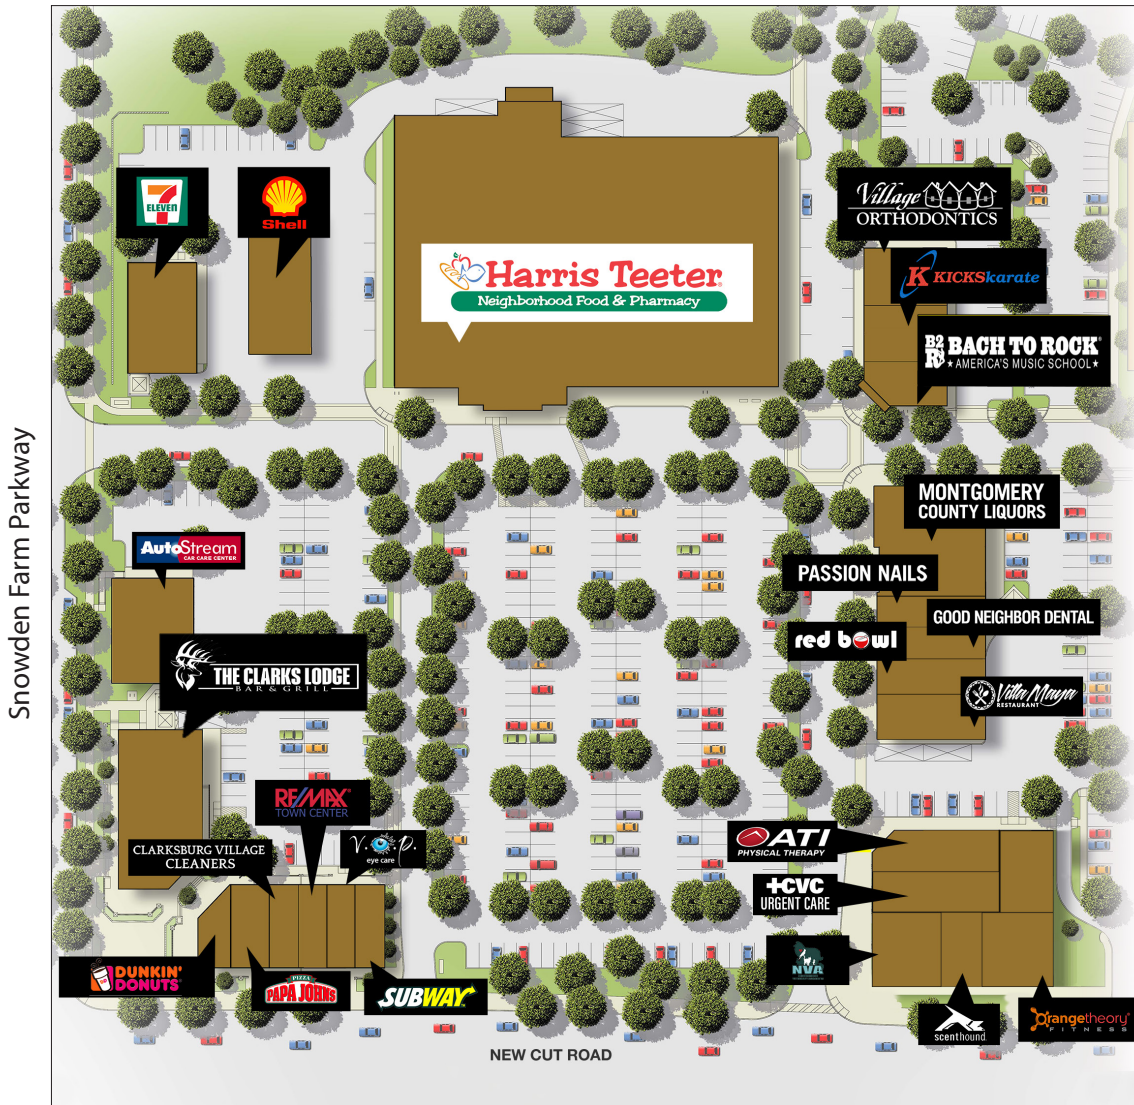 7
ELEVEN
Shell
Harris Teeter
Neighborhood Food & Pharmacy
Village
ORTHODONTICS
K KICKSkarate
B2R BACH TO ROCK
AMERICA'S MUSIC SCHOOL
Snowden Farm Parkway
AutoStream
CAR CARE CENTER
MONTGOMERY
COUNTY LIQUORS
PASSION NAILS
GOOD NEIGHBOR DENTAL
red bowl
Villa Maya
RESTAURANT
THE CLARKS LODGE
BAR & GRILL
RE/MAX
TOWN CENTER
CLARKSBURG VILLAGE
CLEANERS
V.O.P.
eye care
ATI
PHYSICAL THERAPY
+CVC
URGENT CARE
NVA
DUNKIN'
DONUTS
PIZZA
PAPA JOHNS
SUBWAY
scenthound
Orangetheory
FITNESS
NEW CUT ROAD